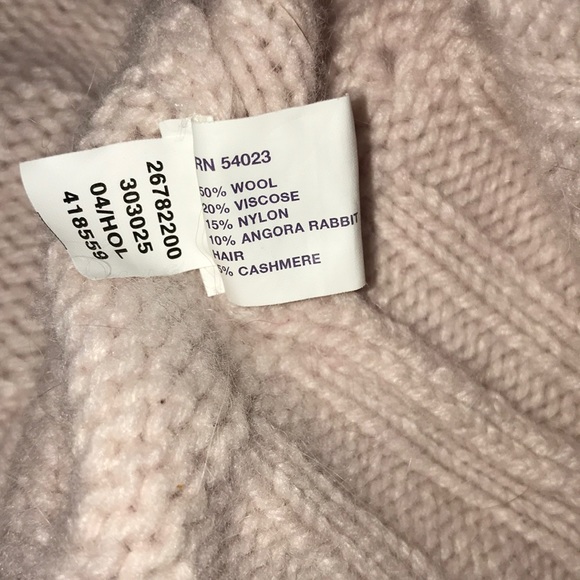 26782200
303025
04/HOL
418559
RN 54023
50% WOOL
20% VISCOSE
15% NYLON
10% ANGORA RABBIT
HAIR
5% CASHMERE